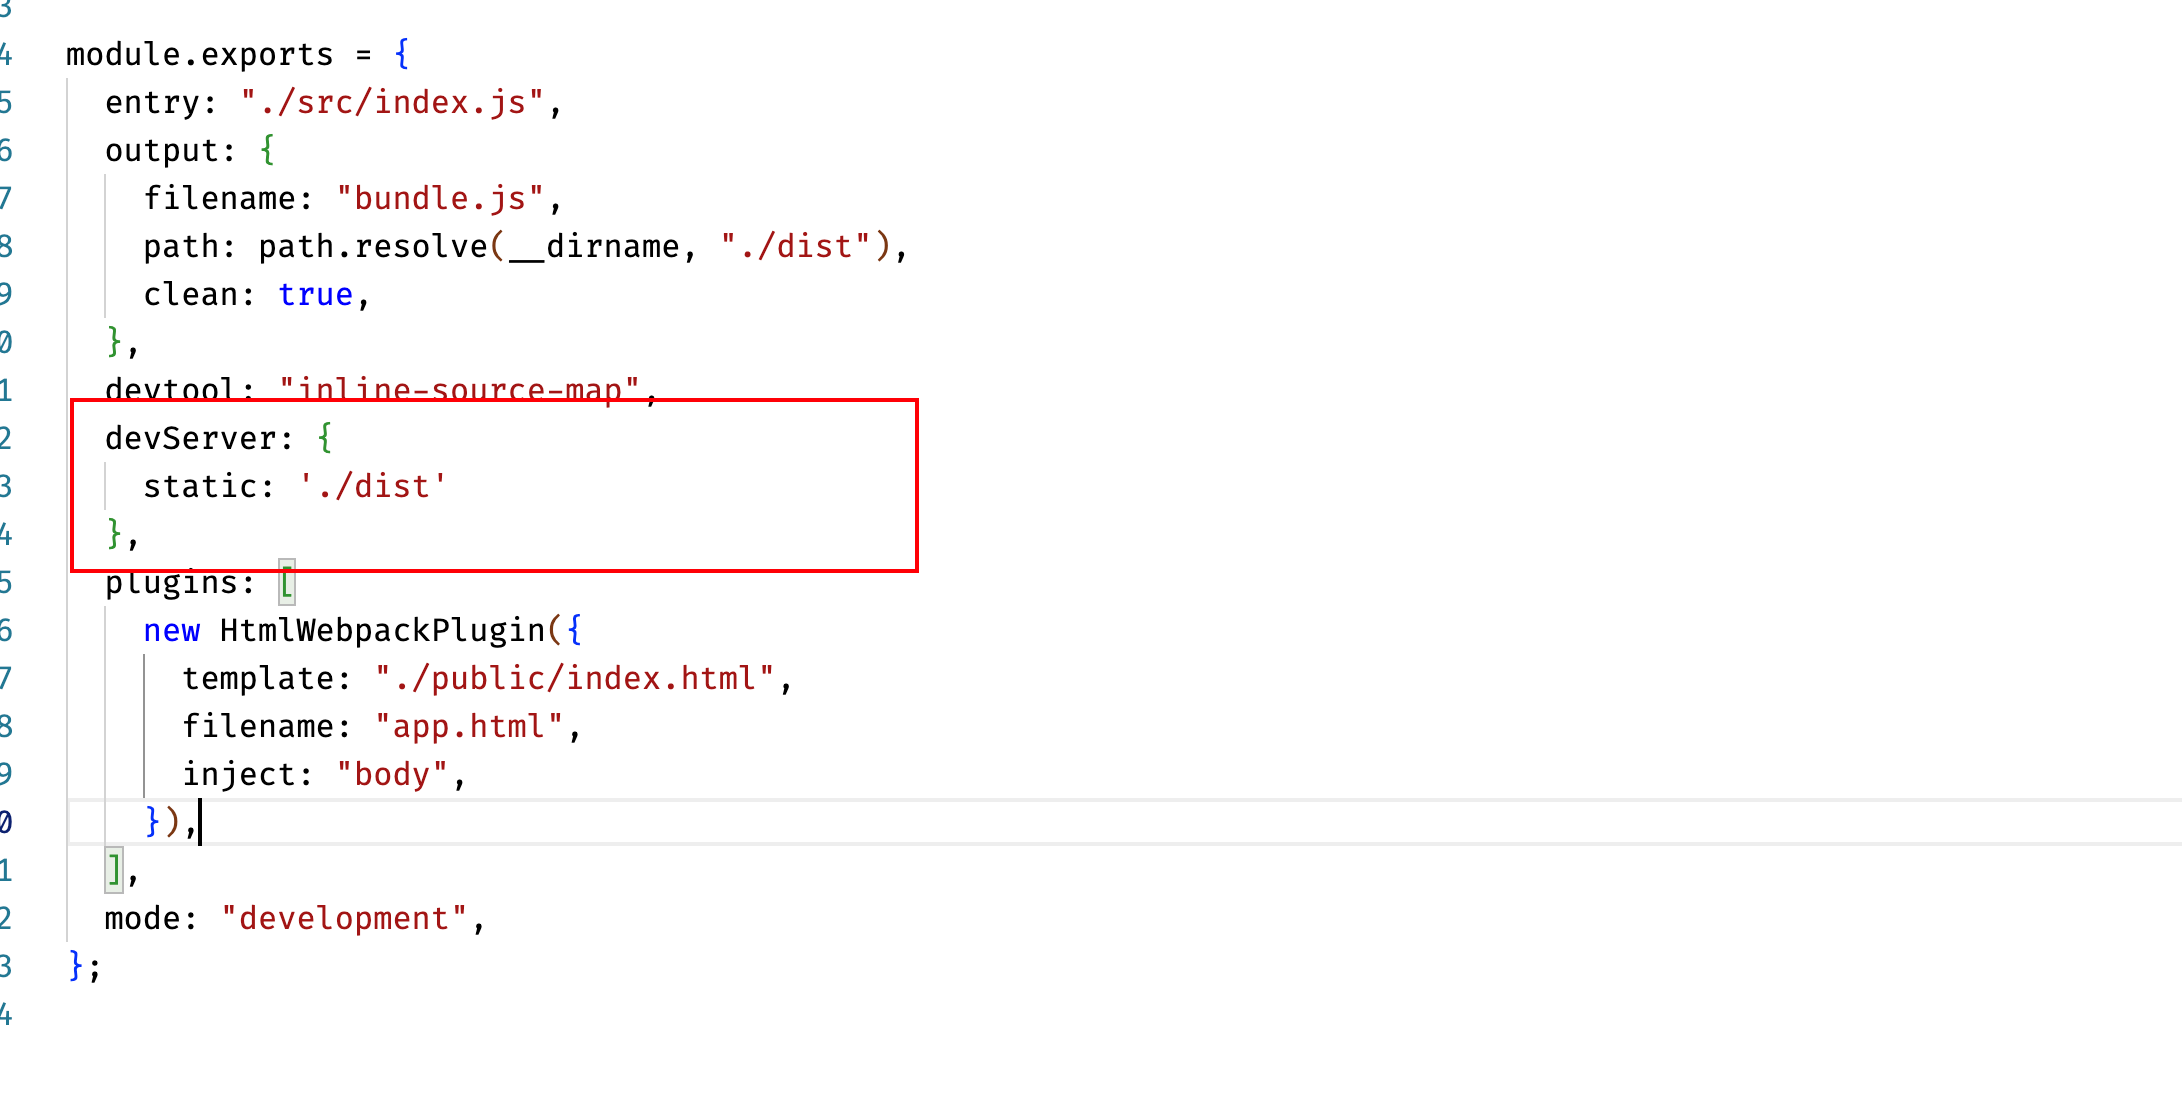 3
4 module.exports = {
5 entry: "./src/index.js",
6 output: {
7 filename: "bundle.js",
8 path: path.resolve(__dirname, "./dist"),
9 clean: true,
0 },
1 devtool: "inline-source-map",
2 devServer: {
3 static: './dist'
4 },
5 plugins: [
6 new HtmlWebpackPlugin({
7 template: "./public/index.html",
8 filename: "app.html",
9 inject: "body",
0 }),
1 ],
2 mode: "development",
3 };
4